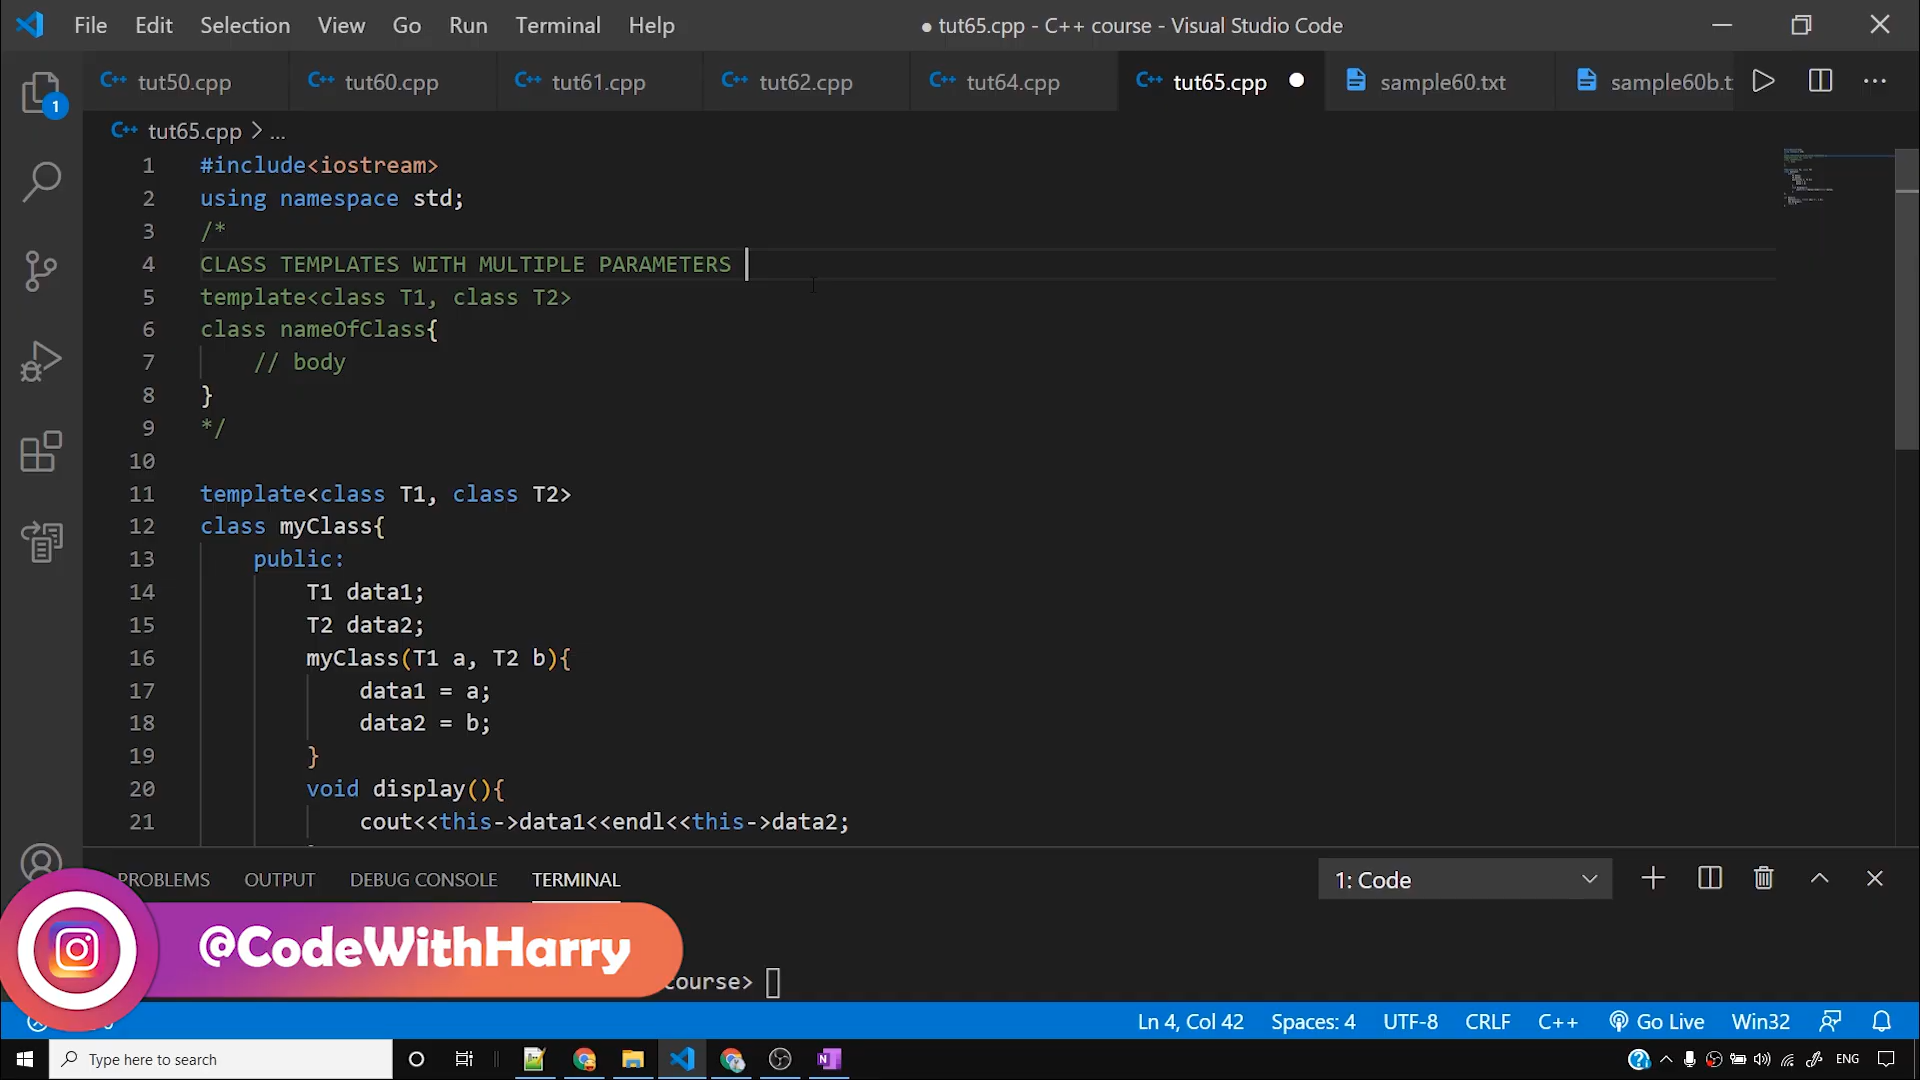 File Edit Selection View Go Run Terminal Help
● tut65.cpp - C++ course - Visual Studio Code
C++ tut50.cpp C++ tut60.cpp C++ tut61.cpp C++ tut62.cpp C++ tut64.cpp C++ tut65.cpp sample60.txt sample60b.t
1
C++ tut65.cpp > ...
1 #include<iostream>
2 using namespace std;
3 /*
4 CLASS TEMPLATES WITH MULTIPLE PARAMETERS
5 template<class T1, class T2>
6 class nameOfClass{
7 // body
8 }
9 */
10
11 template<class T1, class T2>
12 class myClass{
13 public:
14 T1 data1;
15 T2 data2;
16 myClass(T1 a, T2 b){
17 data1 = a;
18 data2 = b;
19 }
20 void display(){
21 cout<<this->data1<<endl<<this->data2;
PROBLEMS OUTPUT DEBUG CONSOLE TERMINAL 1: Code
@CodeWithHarry
course>
Ln 4, Col 42 Spaces: 4 UTF-8 CRLF C++ Go Live Win32
Type here to search
ENG